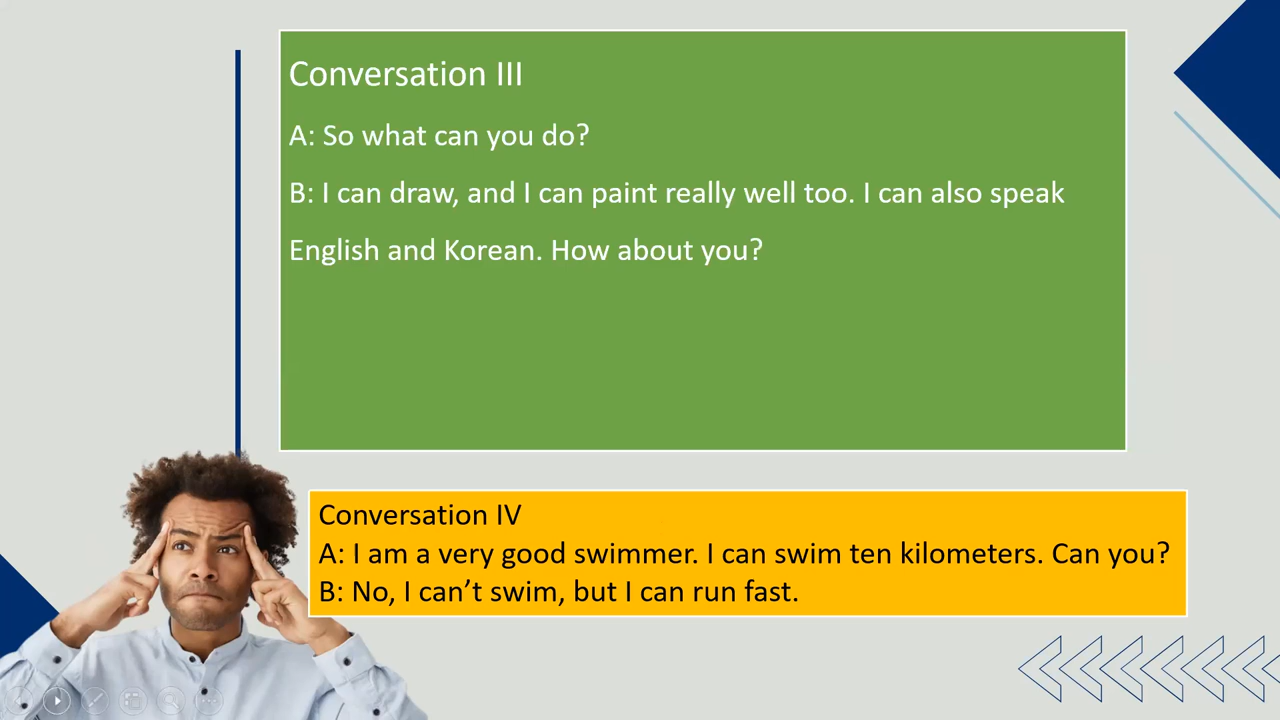 Conversation III
A: So what can you do?
B: I can draw, and I can paint really well too. I can also speak
English and Korean. How about you?
Conversation IV
A: I am a very good swimmer. I can swim ten kilometers. Can you?
B: No, I can’t swim, but I can run fast.